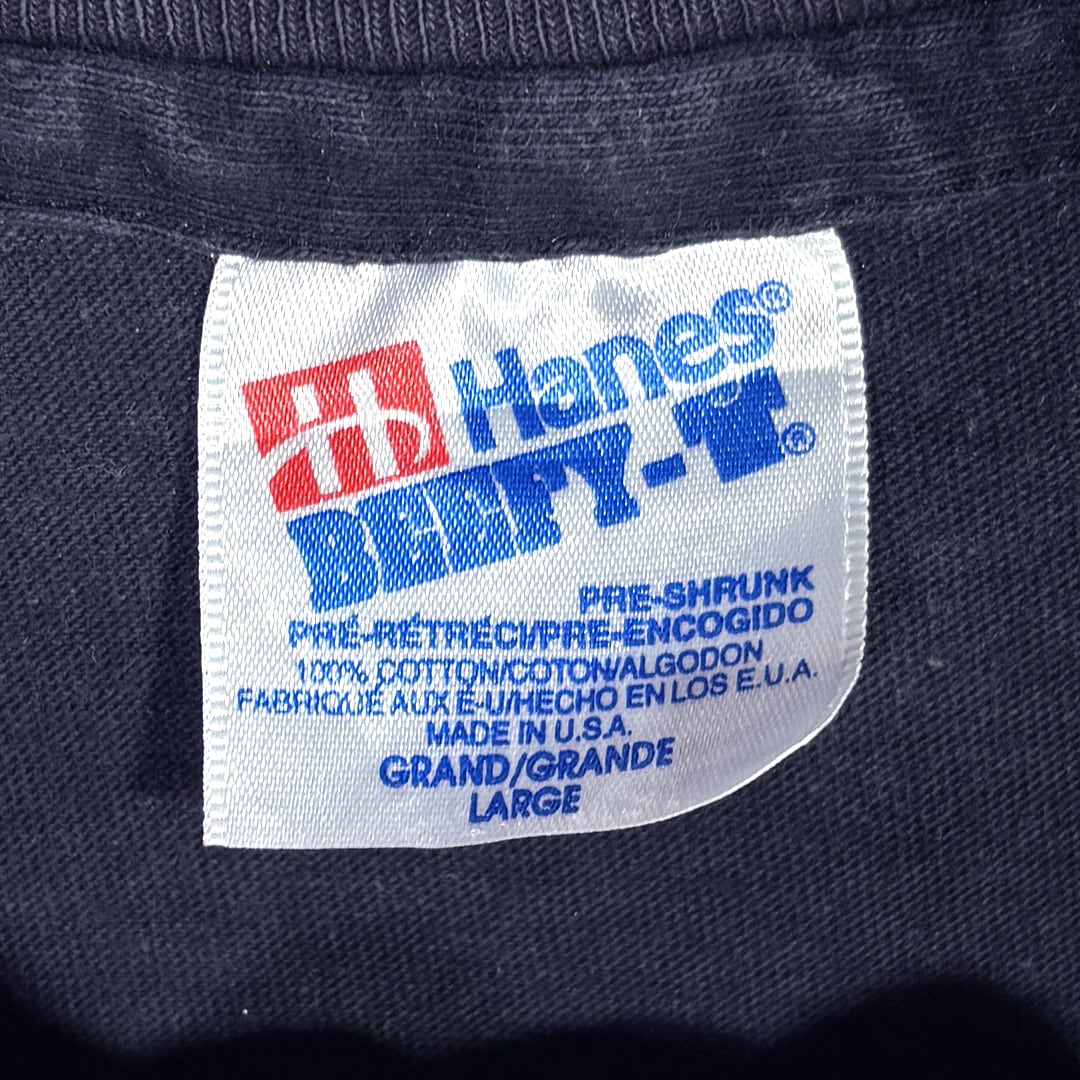 Hanes®
BEEFY-T®
PRE-SHRUNK
PRÉ-RÉTRÉCI/PRE-ENCOGIDO
100% COTTON/COTON/ALGODON
FABRIQUÉ AUX É-U/HECHO EN LOS E.U.A.
MADE IN U.S.A.
GRAND/GRANDE
LARGE